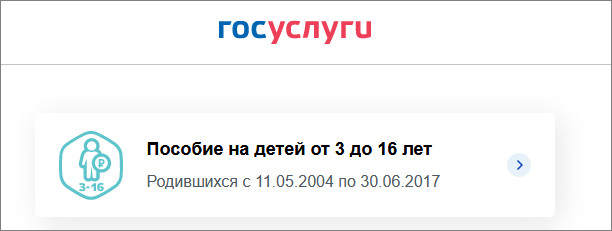 госуслуги
3-16
Пособие на детей от 3 до 16 лет
Родившихся с 11.05.2004 по 30.06.2017